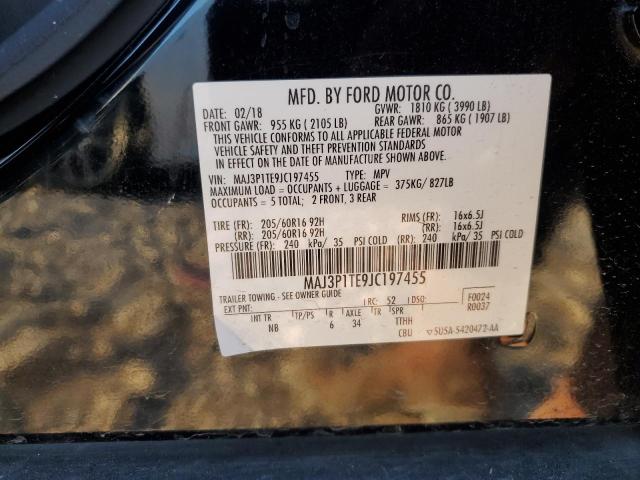 MFD. BY FORD MOTOR CO.
DATE: 02/18 GVWR: 1810 KG ( 3990 LB)
FRONT GAWR: 955 KG ( 2105 LB) REAR GAWR: 865 KG ( 1907 LB)
THIS VEHICLE CONFORMS TO ALL APPLICABLE FEDERAL MOTOR
VEHICLE SAFETY AND THEFT PREVENTION STANDARDS
IN EFFECT ON THE DATE OF MANUFACTURE SHOWN ABOVE.
VIN: MAJ3P1TE9JC197455 TYPE: MPV
MAXIMUM LOAD = OCCUPANTS + LUGGAGE = 375KG/ 827LB
OCCUPANTS = 5 TOTAL; 2 FRONT, 3 REAR
TIRE (FR): 205/60R16 92H RIMS (FR): 16x6.5J
(RR): 205/60R16 92H (RR): 16x6.5J
PRESSURE (FR): 240 kPa/ 35 PSI COLD (RR): 240 kPa/ 35 PSI COLD
MAJ3P1TE9JC197455
TRAILER TOWING - SEE OWNER GUIDE RC: 52 DSO: F0024
EXT PNT: R0037
INT TR TP/PS R AXLE TR SPR
NB 6 34 TTHH
CBU 5U5A-5420472-AA